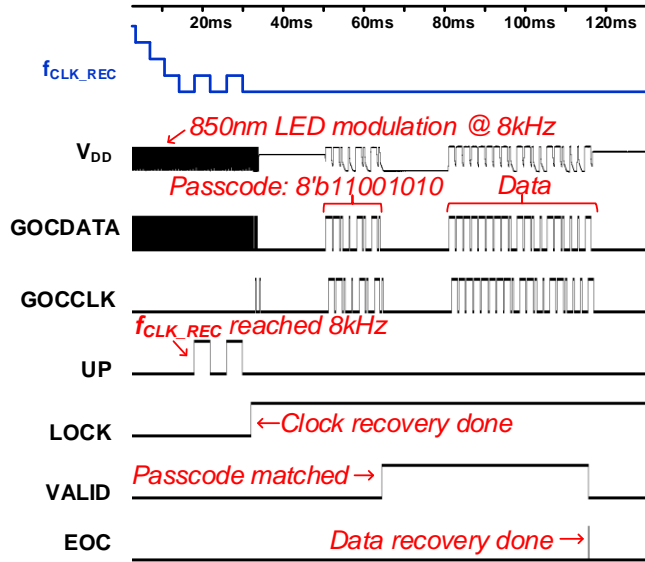 20ms 40ms 60ms 80ms 100ms 120ms
fCLK_REC
850nm LED modulation @ 8kHz
VDD
Passcode: 8'b11001010 Data
GOCDATA
GOCCLK
fCLK_REC reached 8kHz
UP
LOCK ←Clock recovery done
Passcode matched→
VALID
EOC Data recovery done→